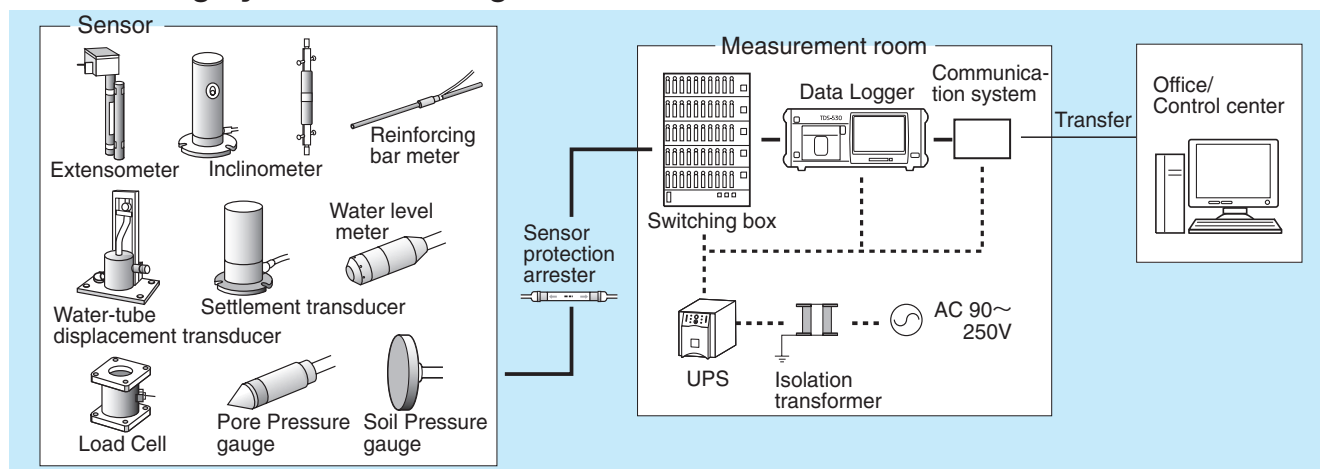 Sensor
Extensometer
Inclinometer
Reinforcing
bar meter
Water level
meter
Water-tube
displacement transducer
Settlement transducer
Load Cell
Pore Pressure
gauge
Soil Pressure
gauge
Sensor
protection
arrester
Measurement room
Switching box
Data Logger
TDS-530
Communica-
tion system
UPS
Isolation
transformer
AC 90～
250V
Transfer
Office/
Control center